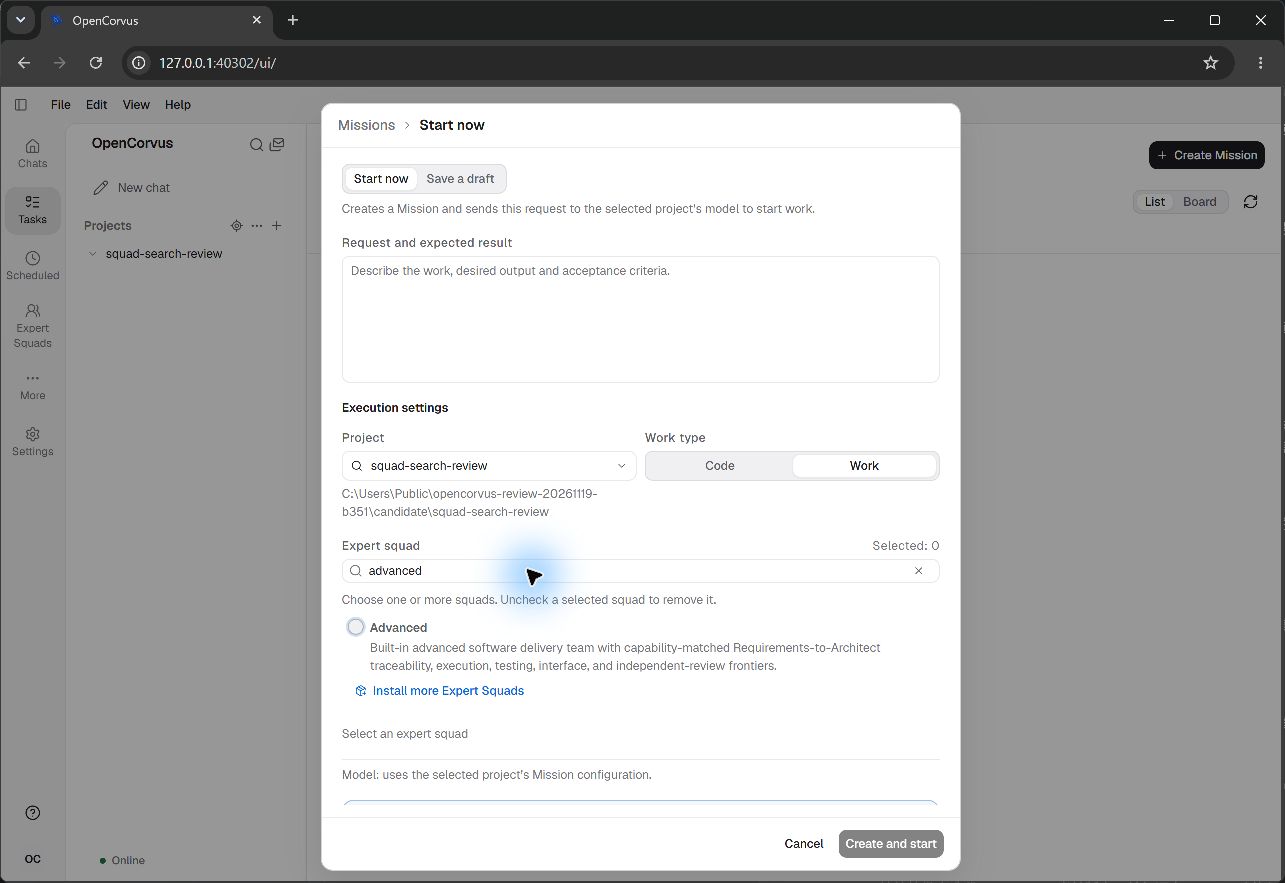 OpenCorvus
127.0.0.1:40302/ui/
File Edit View Help
Chats
Tasks
Scheduled
Expert
Squads
More
Settings
OC
OpenCorvus
New chat
Projects
squad-search-review
Online
Create Mission
List Board
Missions > Start now
Start now Save a draft
Creates a Mission and sends this request to the selected project's model to start work.
Request and expected result
Describe the work, desired output and acceptance criteria.
Execution settings
Project Work type
squad-search-review Code Work
C:\Users\Public\opencorvus-review-20261119-
b351\candidate\squad-search-review
Expert squad Selected: 0
advanced
Choose one or more squads. Uncheck a selected squad to remove it.
Advanced
Built-in advanced software delivery team with capability-matched Requirements-to-Architect
traceability, execution, testing, interface, and independent-review frontiers.
Install more Expert Squads
Select an expert squad
Model: uses the selected project's Mission configuration.
Cancel Create and start